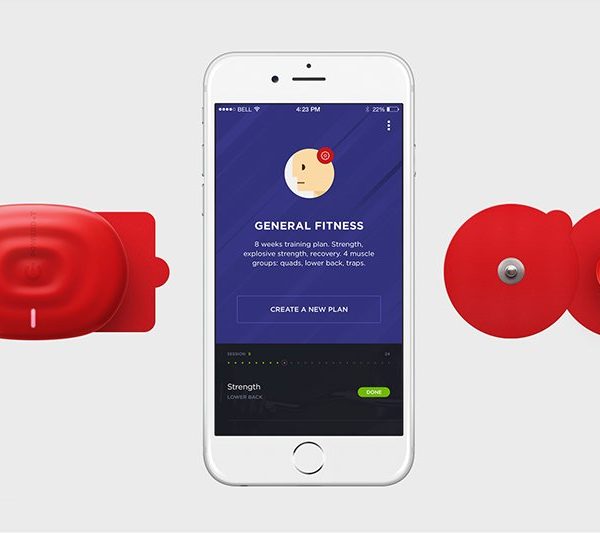 BELL
4:23 PM
22%
GENERAL FITNESS
8 weeks training plan. Strength,
explosive strength, recovery. 4 muscle
groups: quads, lower back, traps.
CREATE A NEW PLAN
SESSION 9
24
Strength
LOWER BACK
DONE